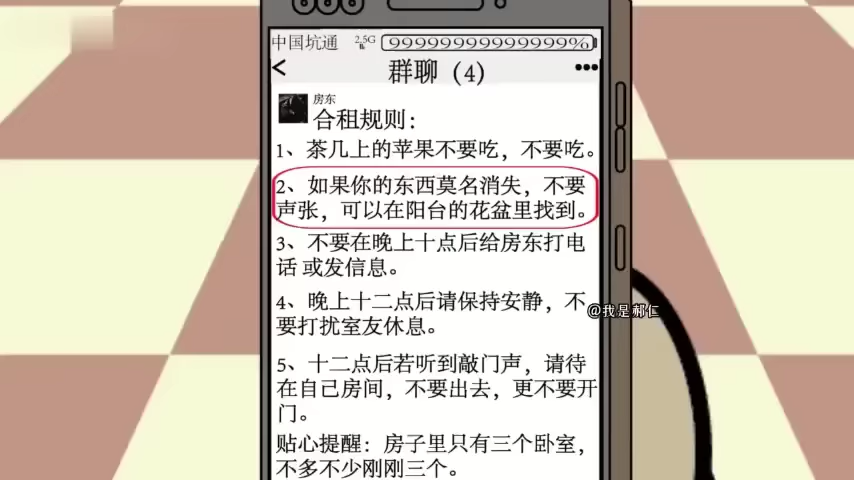 中国坑通 2.5G 99999999999999999%
群聊（4）
房东
合租规则：
1、茶几上的苹果不要吃，不要吃。
2、如果你的东西莫名消失，不要
声张，可以在阳台的花盆里找到。
3、不要在晚上十点后给房东打电
话 或发信息。
4、晚上十二点后请保持安静，不
要打扰室友休息。
@我是郝仁
5、十二点后若听到敲门声，请待
在自己房间，不要出去，更不要开
门。
贴心提醒：房子里只有三个卧室，
不多不少刚刚三个。